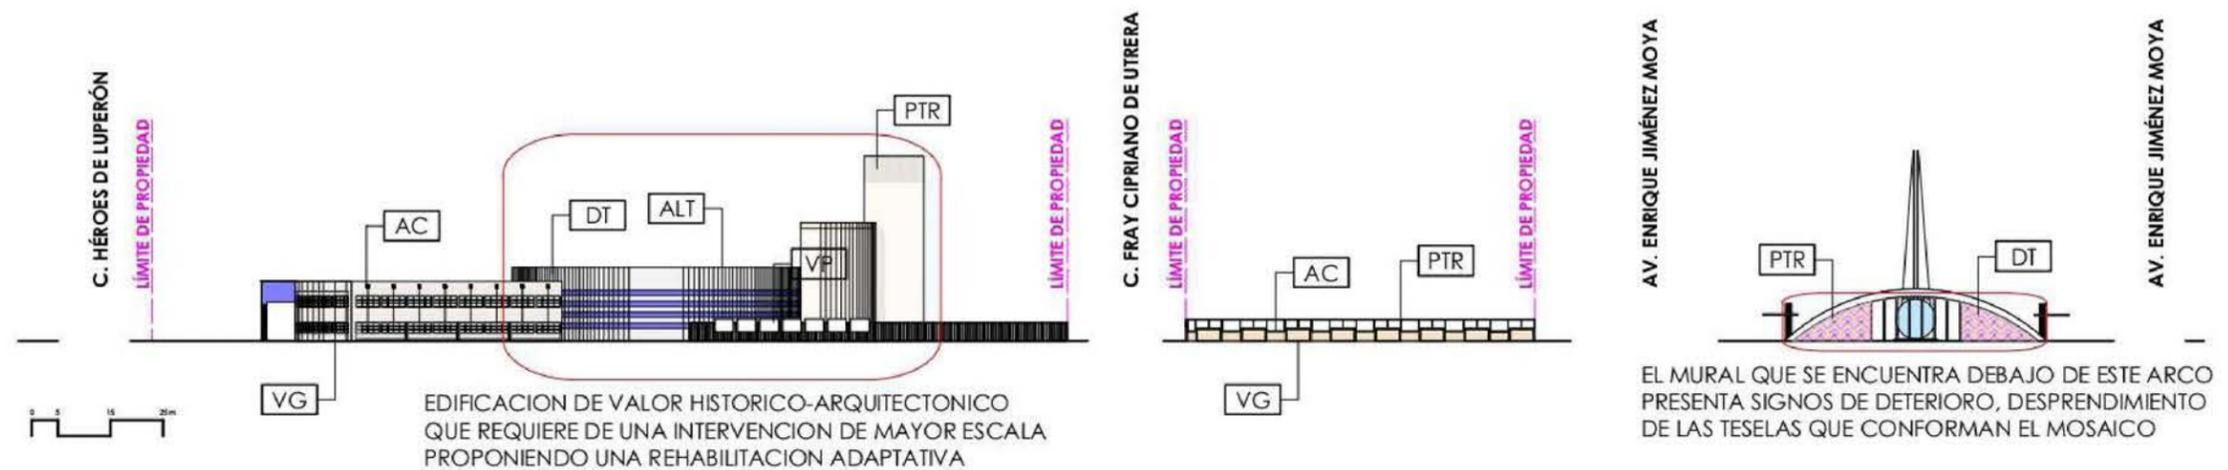 C. HÉROES DE LUPERÓN
LÍMITE DE PROPIEDAD
AC
VG
DT
ALT
VP
PTR
LÍMITE DE PROPIEDAD
0 5 15 25m
EDIFICACION DE VALOR HISTORICO-ARQUITECTONICO
QUE REQUIERE DE UNA INTERVENCION DE MAYOR ESCALA
PROPONIENDO UNA REHABILITACION ADAPTATIVA
C. FRAY CIPRIANO DE UTRERA
LÍMITE DE PROPIEDAD
AC
PTR
VG
LÍMITE DE PROPIEDAD
AV. ENRIQUE JIMÉNEZ MOYA
PTR
DT
AV. ENRIQUE JIMÉNEZ MOYA
EL MURAL QUE SE ENCUENTRA DEBAJO DE ESTE ARCO
PRESENTA SIGNOS DE DETERIORO, DESPRENDIMIENTO
DE LAS TESELAS QUE CONFORMAN EL MOSAICO